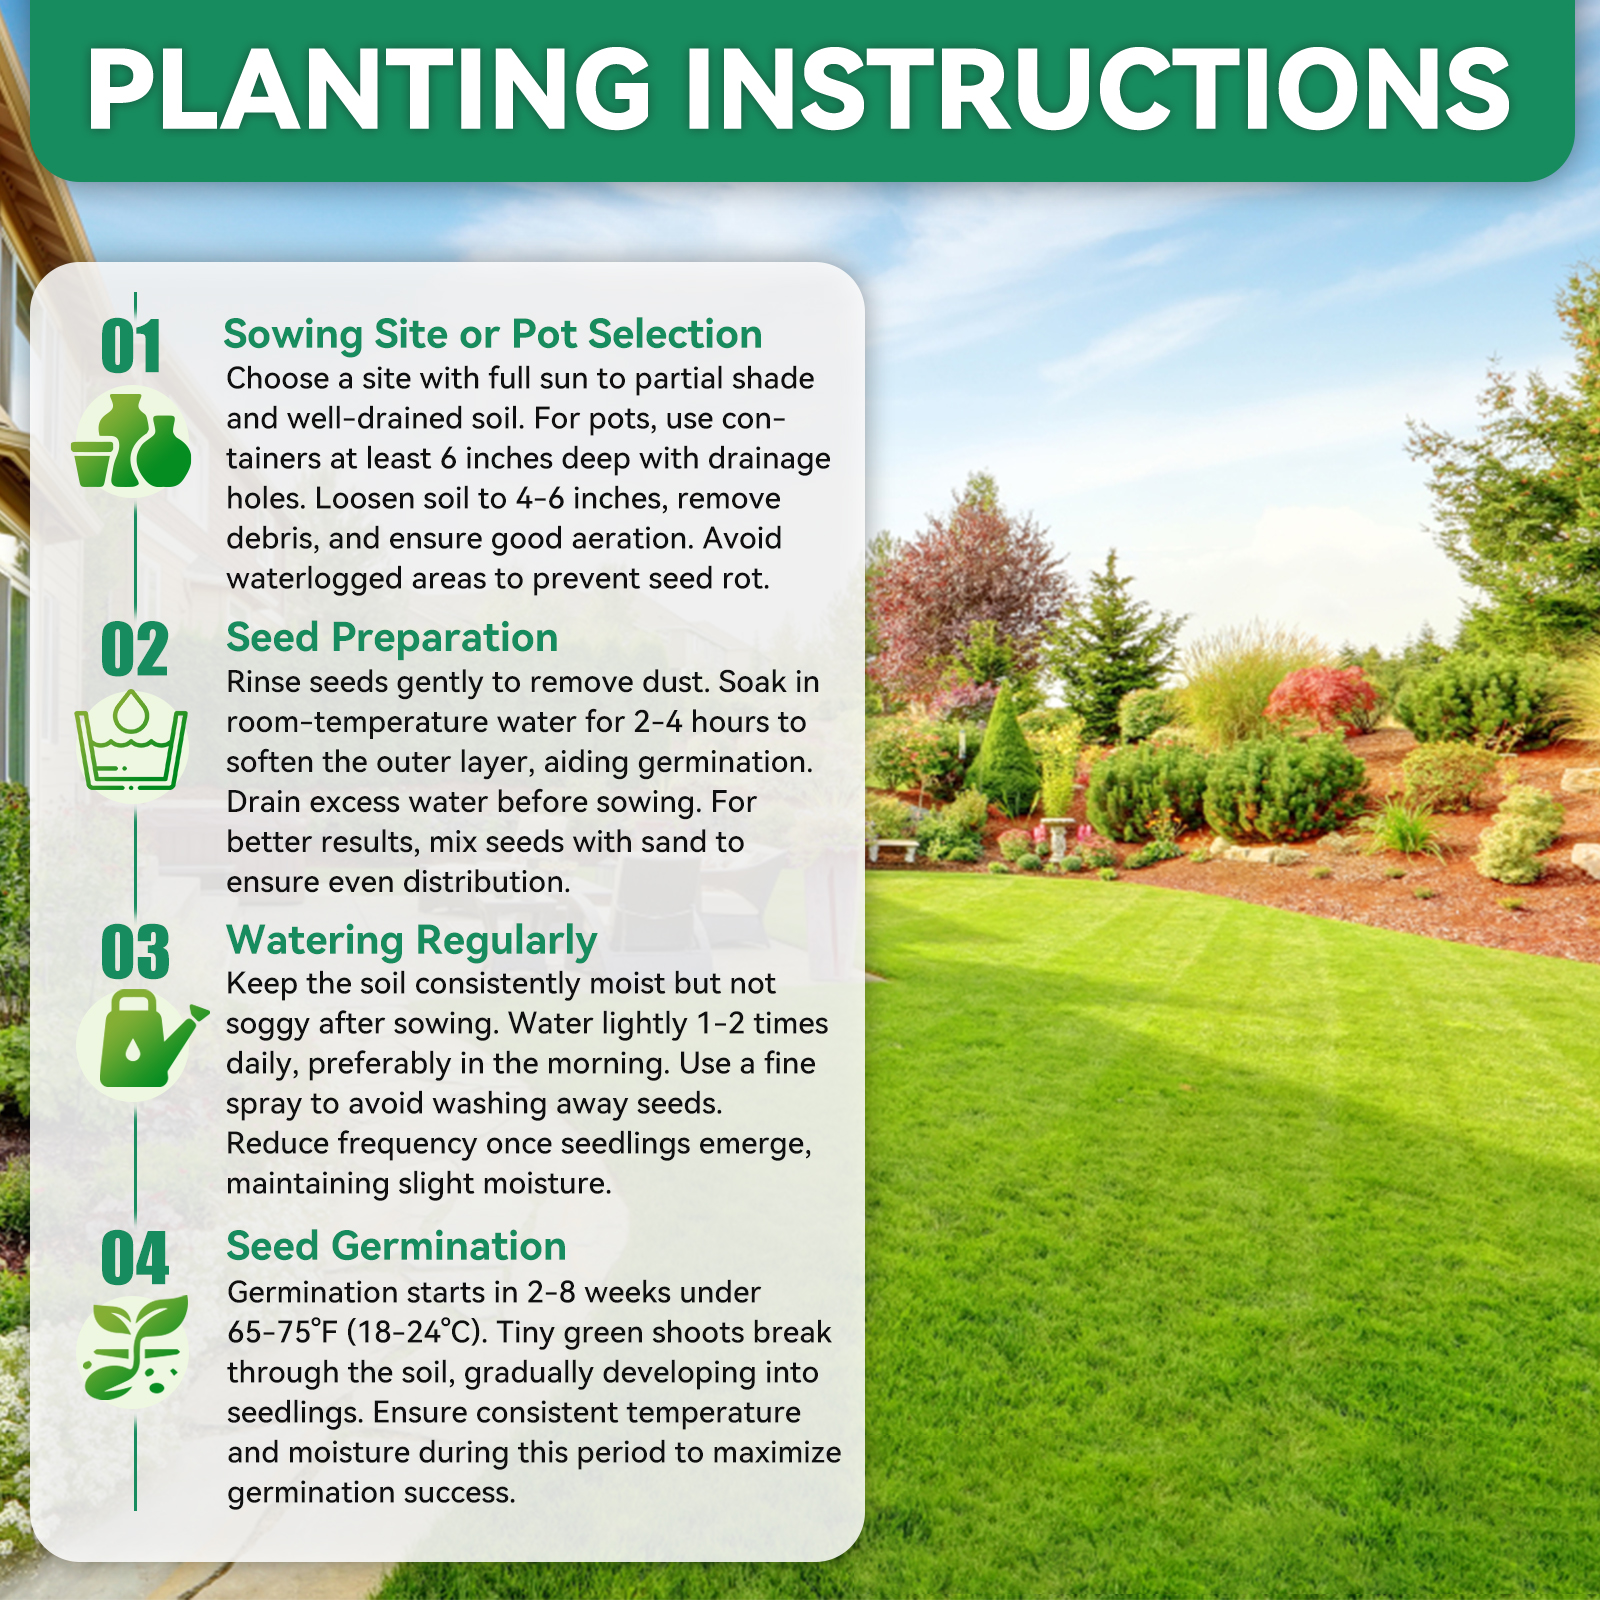 PLANTING INSTRUCTIONS
01
Sowing Site or Pot Selection
Choose a site with full sun to partial shade
and well-drained soil. For pots, use con-
tainers at least 6 inches deep with drainage
holes. Loosen soil to 4-6 inches, remove
debris, and ensure good aeration. Avoid
waterlogged areas to prevent seed rot.
02
Seed Preparation
Rinse seeds gently to remove dust. Soak in
room-temperature water for 2-4 hours to
soften the outer layer, aiding germination.
Drain excess water before sowing. For
better results, mix seeds with sand to
ensure even distribution.
03
Watering Regularly
Keep the soil consistently moist but not
soggy after sowing. Water lightly 1-2 times
daily, preferably in the morning. Use a fine
spray to avoid washing away seeds.
Reduce frequency once seedlings emerge,
maintaining slight moisture.
04
Seed Germination
Germination starts in 2-8 weeks under
65-75°F (18-24°C). Tiny green shoots break
through the soil, gradually developing into
seedlings. Ensure consistent temperature
and moisture during this period to maximize
germination success.